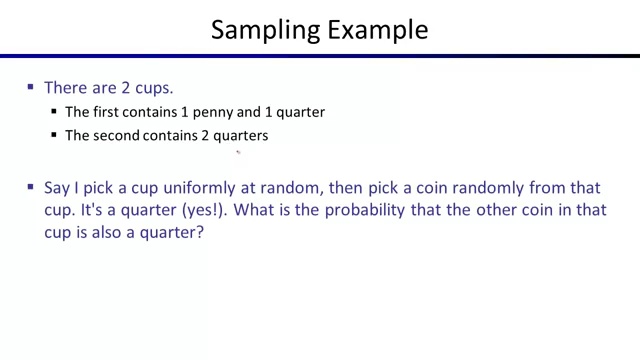 Sampling Example
▪ There are 2 cups.
▪ The first contains 1 penny and 1 quarter
▪ The second contains 2 quarters
▪ Say I pick a cup uniformly at random, then pick a coin randomly from that
cup. It's a quarter (yes!). What is the probability that the other coin in that
cup is also a quarter?